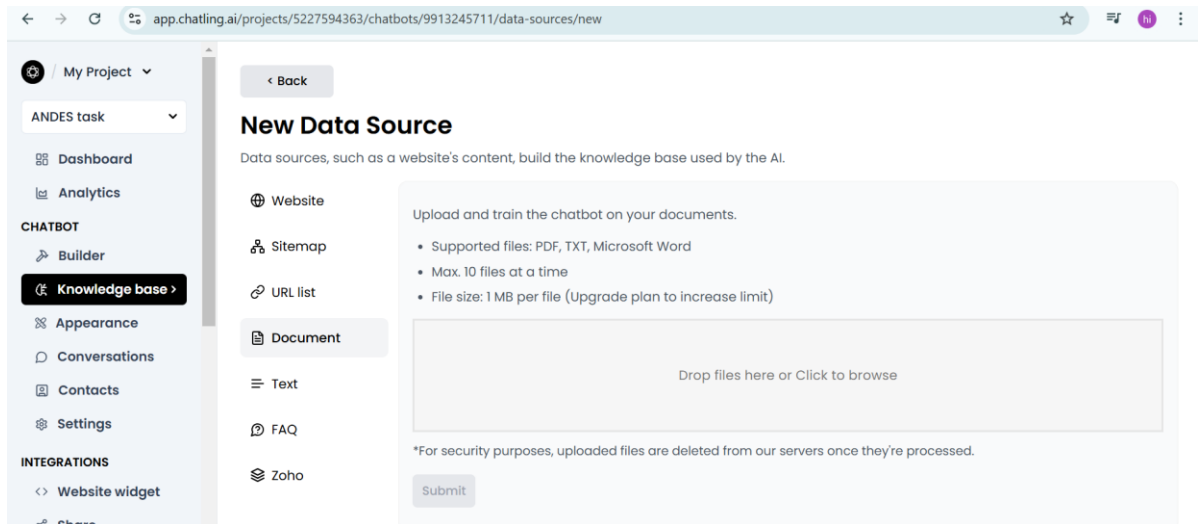 app.chatling.ai/projects/5227594363/chatbots/9913245711/data-sources/new
hi
/ My Project
ANDES task
Dashboard
Analytics
CHATBOT
Builder
Knowledge base >
Appearance
Conversations
Contacts
Settings
INTEGRATIONS
Website widget
Share
< Back
New Data Source
Data sources, such as a website's content, build the knowledge base used by the AI.
Website
Sitemap
URL list
Document
Text
FAQ
Zoho
Upload and train the chatbot on your documents.
• Supported files: PDF, TXT, Microsoft Word
• Max. 10 files at a time
• File size: 1 MB per file (Upgrade plan to increase limit)
Drop files here or Click to browse
*For security purposes, uploaded files are deleted from our servers once they're processed.
Submit